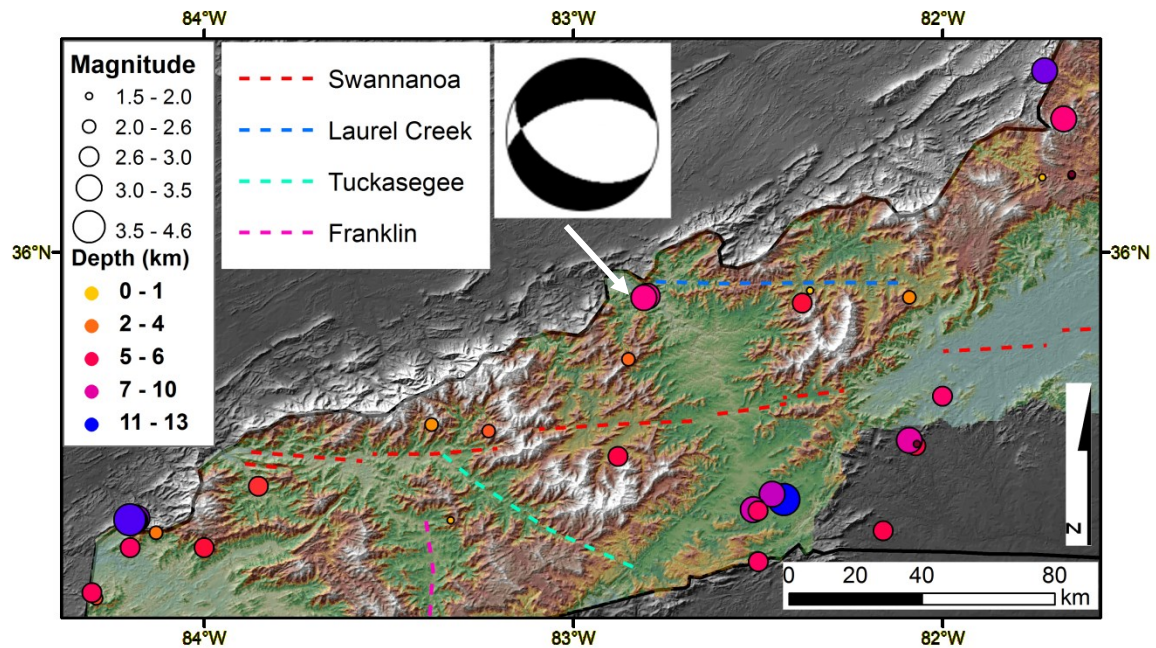 84°W 83°W 82°W
Magnitude
1.5 - 2.0
2.0 - 2.6
2.6 - 3.0
3.0 - 3.5
3.5 - 4.6
Depth (km)
0 - 1
2 - 4
5 - 6
7 - 10
11 - 13
Swannanoa
Laurel Creek
Tuckasegee
Franklin
36°N 36°N
N
0 20 40 80
km
84°W 83°W 82°W